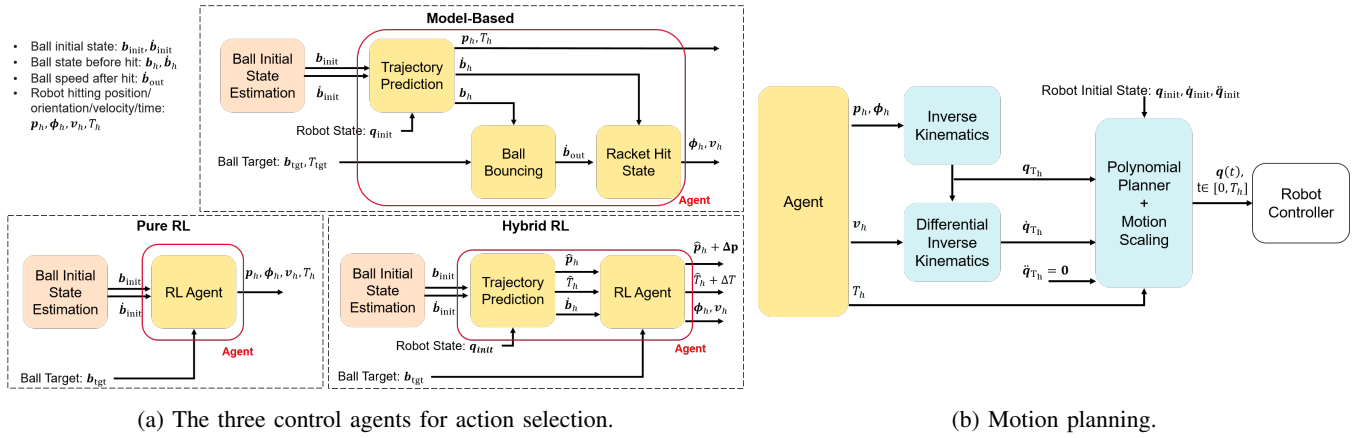 • Ball initial state: 𝒃_init, 𝒃̇_init
• Ball state before hit: 𝒃_h, 𝒃̇_h
• Ball speed after hit: 𝒃̇_out
• Robot hitting position/
orientation/velocity/time:
𝒑_h, 𝝓_h, 𝒗_h, T_h
Model-Based
Ball Initial
State
Estimation
𝒃_init
𝒃̇_init
Trajectory
Prediction
𝒑_h, T_h
𝒃̇_h
𝒃_h
Robot State: 𝒒_init
Ball Target: 𝒃_tgt, T_tgt
Ball
Bouncing
𝒃̇_out
Racket Hit
State
𝝓_h, 𝒗_h
Agent
Pure RL
Ball Initial
State
Estimation
𝒃_init
𝒃̇_init
RL Agent
𝒑_h, 𝝓_h, 𝒗_h, T_h
Agent
Ball Target: 𝒃_tgt
Hybrid RL
Ball Initial
State
Estimation
𝒃_init
𝒃̇_init
Trajectory
Prediction
𝒑̂_h
T̂_h
𝒃̇_h
RL Agent
𝒑̂_h + Δ𝐩
T̂_h + ΔT
𝝓_h, 𝒗_h
Robot State: 𝒒_init
Agent
Ball Target: 𝒃_tgt
(a) The three control agents for action selection.
Agent
𝒑_h, 𝝓_h
𝒗_h
T_h
Inverse
Kinematics
Differential
Inverse
Kinematics
Robot Initial State: 𝒒_init, 𝒒̇_init, 𝒒̈_init
𝒒_T_h
𝒒̇_T_h
𝒒̈_T_h = 𝟎
Polynomial
Planner
+
Motion
Scaling
𝒒(t),
t∈ [0, T_h]
Robot
Controller
(b) Motion planning.